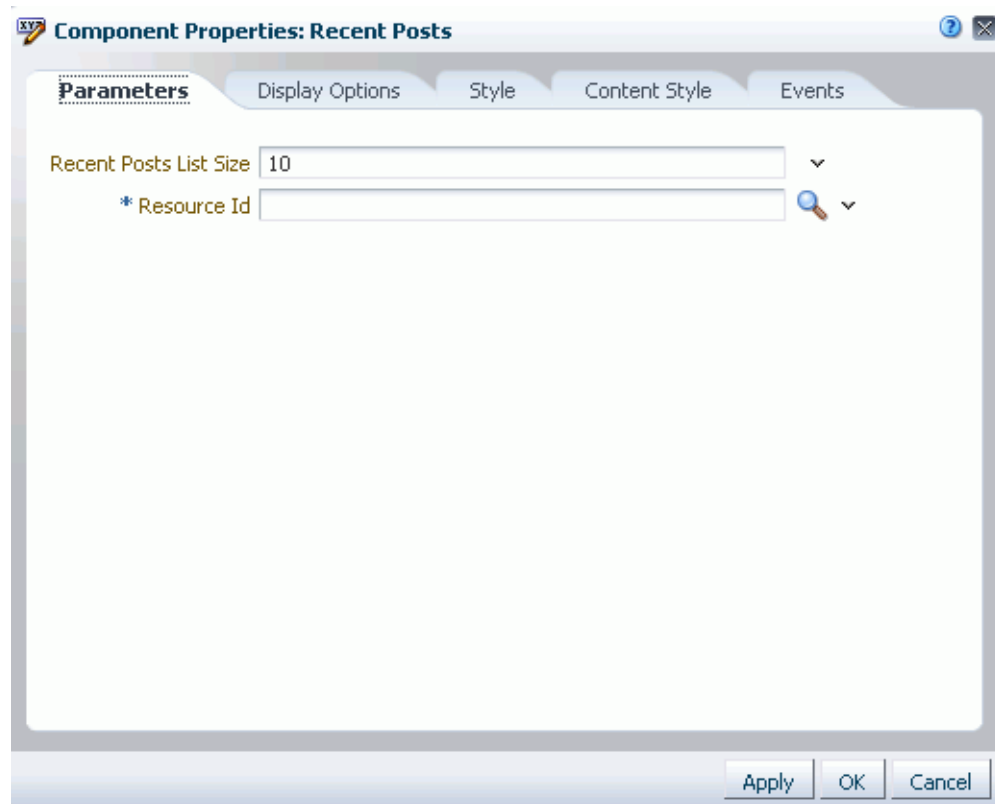 Component Properties: Recent Posts
Parameters Display Options Style Content Style Events
Recent Posts List Size 10
* Resource Id
Apply OK Cancel